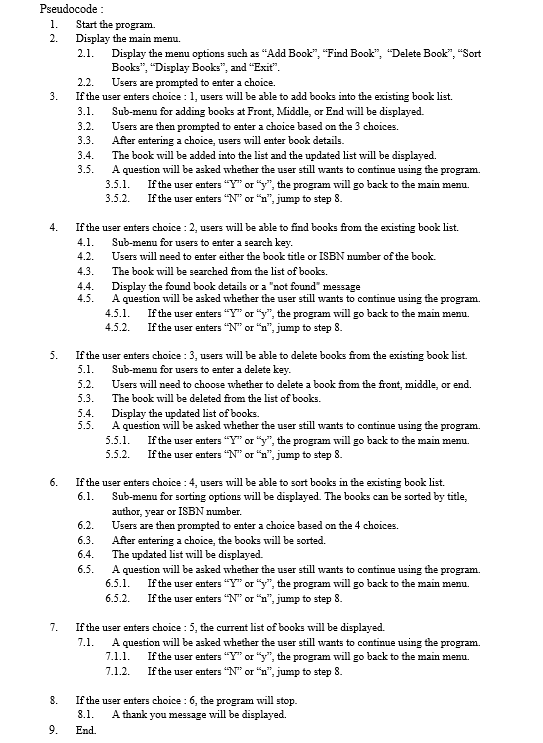 Pseudocode :
1. Start the program.
2. Display the main menu.
2.1. Display the menu options such as “Add Book”, “Find Book”, “Delete Book”, “Sort
Books”, “Display Books”, and “Exit”.
2.2. Users are prompted to enter a choice.
3. If the user enters choice : 1, users will be able to add books into the existing book list.
3.1. Sub-menu for adding books at Front, Middle, or End will be displayed.
3.2. Users are then prompted to enter a choice based on the 3 choices.
3.3. After entering a choice, users will enter book details.
3.4. The book will be added into the list and the updated list will be displayed.
3.5. A question will be asked whether the user still wants to continue using the program.
3.5.1. If the user enters “Y” or “y”, the program will go back to the main menu.
3.5.2. If the user enters “N” or “n”, jump to step 8.
4. If the user enters choice : 2, users will be able to find books from the existing book list.
4.1. Sub-menu for users to enter a search key.
4.2. Users will need to enter either the book title or ISBN number of the book.
4.3. The book will be searched from the list of books.
4.4. Display the found book details or a "not found" message
4.5. A question will be asked whether the user still wants to continue using the program.
4.5.1. If the user enters “Y” or “y”, the program will go back to the main menu.
4.5.2. If the user enters “N” or “n”, jump to step 8.
5. If the user enters choice : 3, users will be able to delete books from the existing book list.
5.1. Sub-menu for users to enter a delete key.
5.2. Users will need to choose whether to delete a book from the front, middle, or end.
5.3. The book will be deleted from the list of books.
5.4. Display the updated list of books.
5.5. A question will be asked whether the user still wants to continue using the program.
5.5.1. If the user enters “Y” or “y”, the program will go back to the main menu.
5.5.2. If the user enters “N” or “n”, jump to step 8.
6. If the user enters choice : 4, users will be able to sort books in the existing book list.
6.1. Sub-menu for sorting options will be displayed. The books can be sorted by title,
author, year or ISBN number.
6.2. Users are then prompted to enter a choice based on the 4 choices.
6.3. After entering a choice, the books will be sorted.
6.4. The updated list will be displayed.
6.5. A question will be asked whether the user still wants to continue using the program.
6.5.1. If the user enters “Y” or “y”, the program will go back to the main menu.
6.5.2. If the user enters “N” or “n”, jump to step 8.
7. If the user enters choice : 5, the current list of books will be displayed.
7.1. A question will be asked whether the user still wants to continue using the program.
7.1.1. If the user enters “Y” or “y”, the program will go back to the main menu.
7.1.2. If the user enters “N” or “n”, jump to step 8.
8. If the user enters choice : 6, the program will stop.
8.1. A thank you message will be displayed.
9. End.